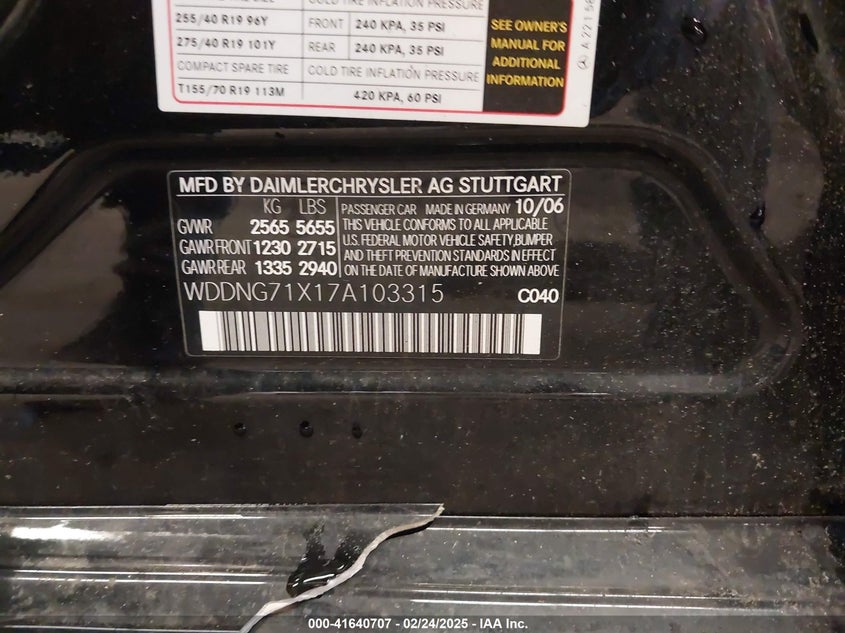 COLD TIRE INFLATION PRESSURE
255/40 R19 96Y FRONT 240 KPA, 35 PSI
275/40 R19 101Y REAR 240 KPA, 35 PSI
COMPACT SPARE TIRE COLD TIRE INFLATION PRESSURE
T155/70 R19 113M 420 KPA, 60 PSI
SEE OWNER'S
MANUAL FOR
ADDITIONAL
INFORMATION
MFD BY DAIMLERCHRYSLER AG STUTTGART
KG LBS
GVWR 2565 5655
GAWR FRONT 1230 2715
GAWR REAR 1335 2940
PASSENGER CAR MADE IN GERMANY 10/06
THIS VEHICLE CONFORMS TO ALL APPLICABLE
U.S. FEDERAL MOTOR VEHICLE SAFETY, BUMPER
AND THEFT PREVENTION STANDARDS IN EFFECT
ON THE DATE OF MANUFACTURE SHOWN ABOVE
WDDNG71X17A103315 C040
000-41640707 - 02/24/2025 - IAA Inc.